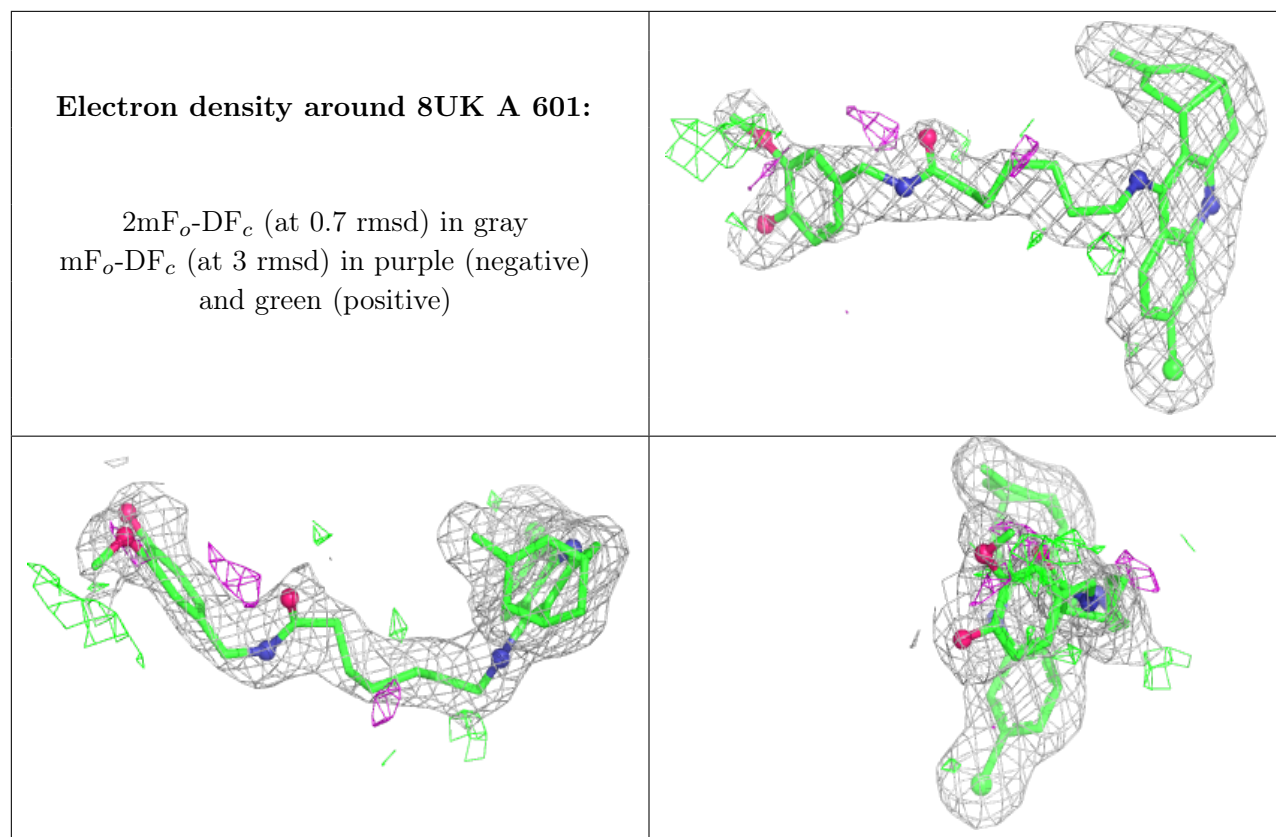 Electron density around 8UK A 601:
2mFo-DFc (at 0.7 rmsd) in gray
mFo-DFc (at 3 rmsd) in purple (negative)
and green (positive)